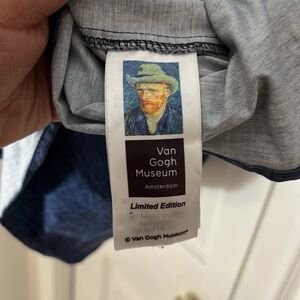 Van
Gogh
Museum
Amsterdam
Limited Edition
© Van Gogh Museum®